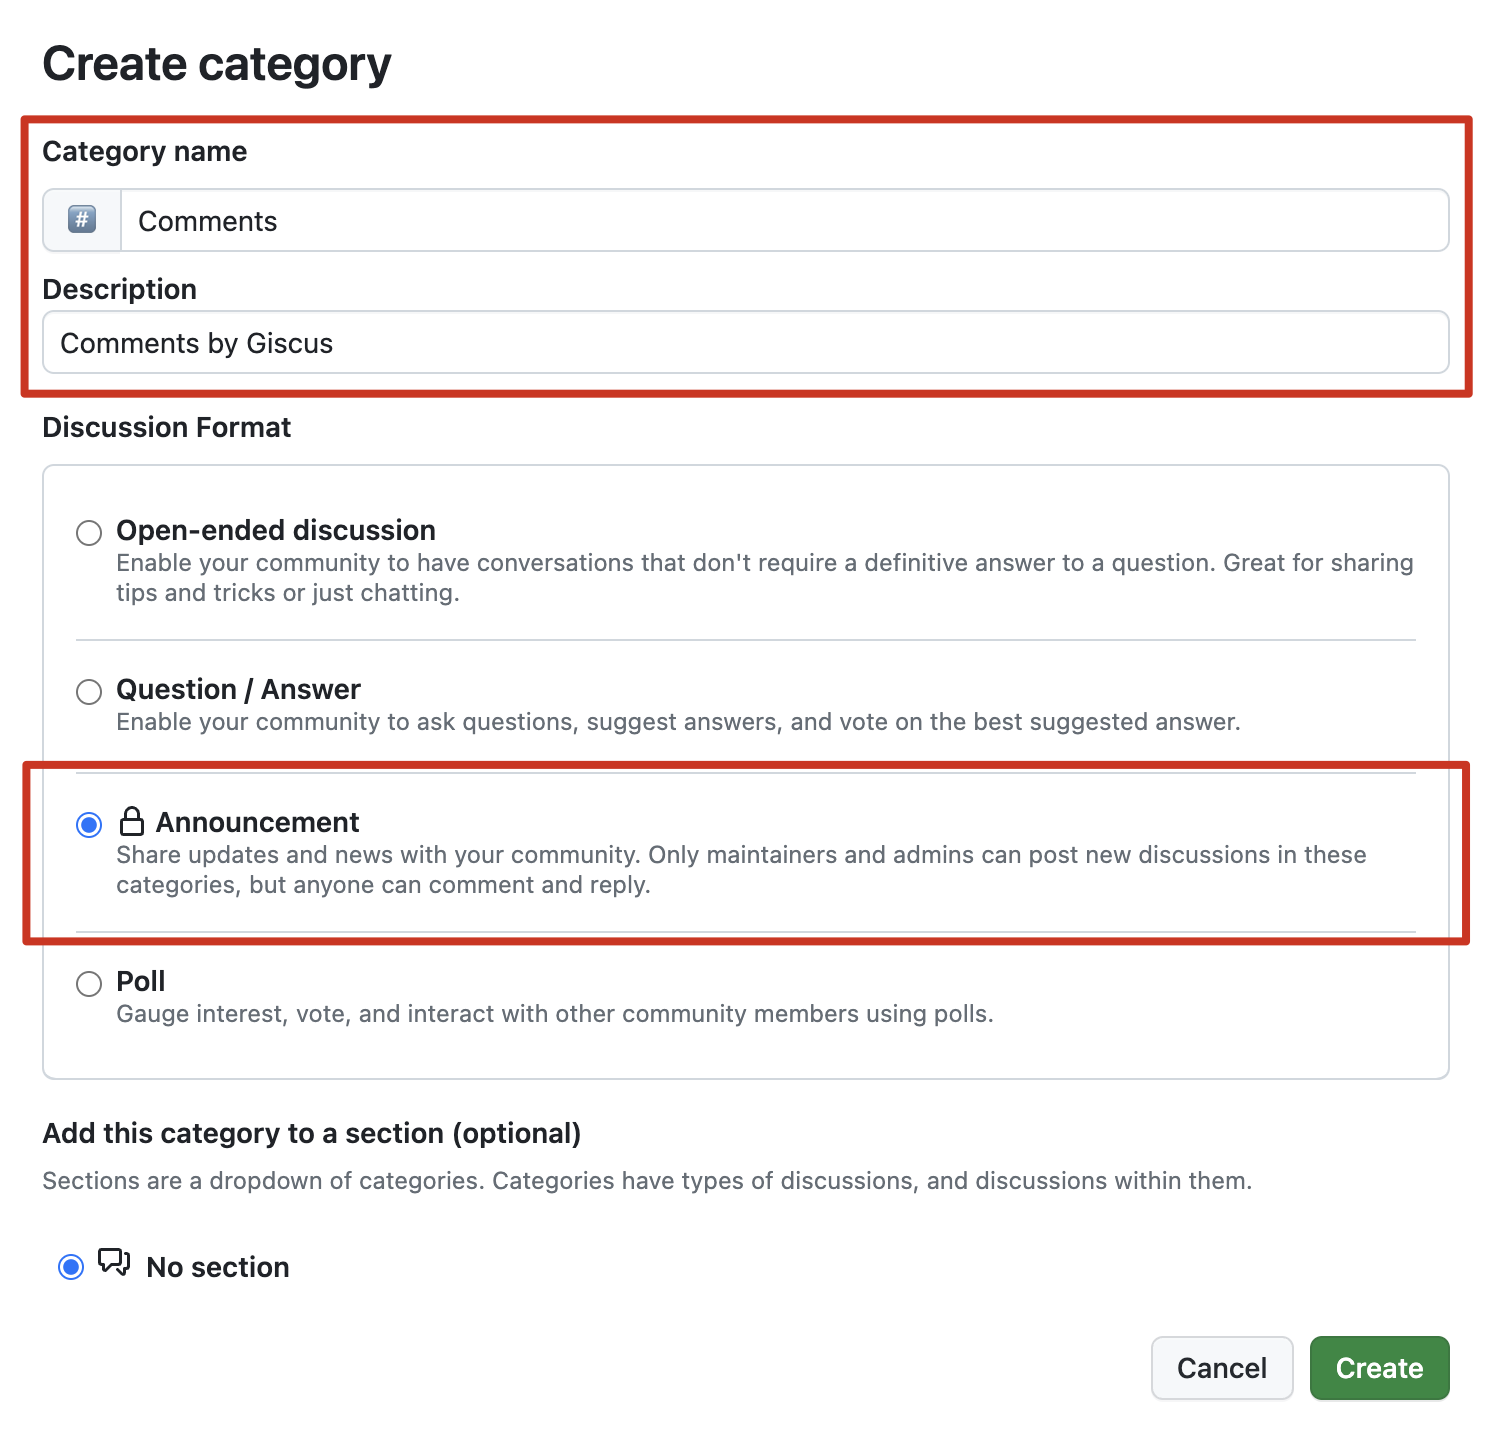 Create category
Category name
# Comments
Description
Comments by Giscus
Discussion Format
Open-ended discussion
Enable your community to have conversations that don't require a definitive answer to a question. Great for sharing
tips and tricks or just chatting.
Question / Answer
Enable your community to ask questions, suggest answers, and vote on the best suggested answer.
Announcement
Share updates and news with your community. Only maintainers and admins can post new discussions in these
categories, but anyone can comment and reply.
Poll
Gauge interest, vote, and interact with other community members using polls.
Add this category to a section (optional)
Sections are a dropdown of categories. Categories have types of discussions, and discussions within them.
No section
Cancel Create